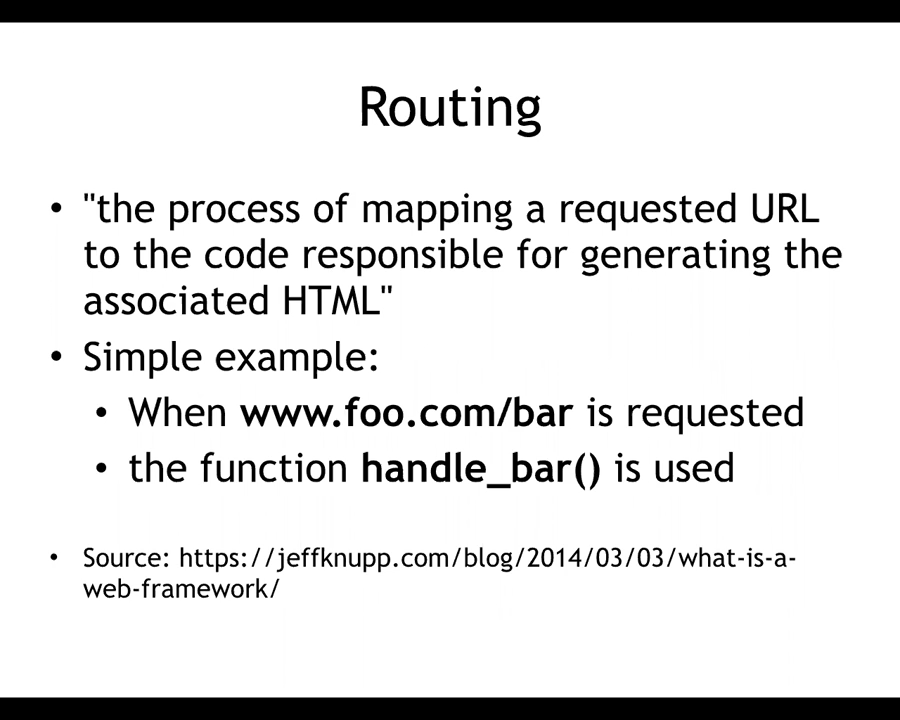 Routing
• "the process of mapping a requested URL
to the code responsible for generating the
associated HTML"
• Simple example:
• When www.foo.com/bar is requested
• the function handle_bar() is used
• Source: https://jeffknupp.com/blog/2014/03/03/what-is-a-
web-framework/